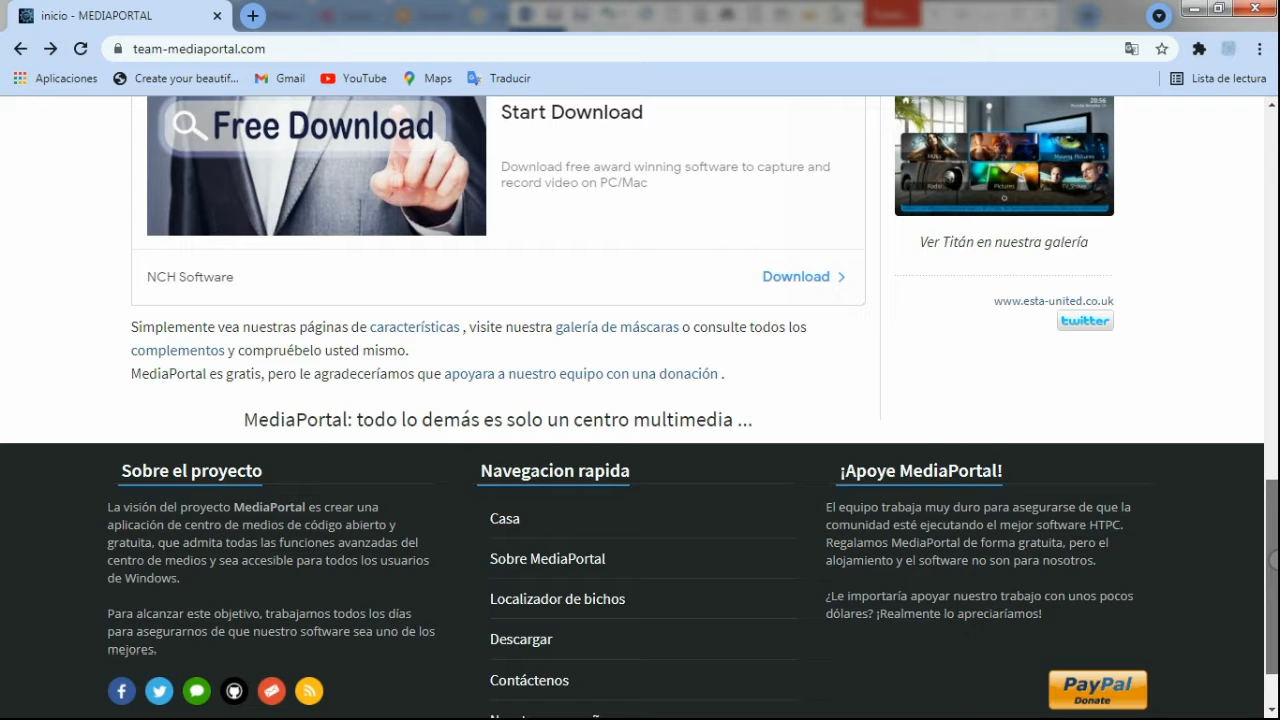 inicio - MEDIAPORTAL
team-mediaportal.com
Aplicaciones
Create your beautif...
Gmail
YouTube
Maps
Traducir
Lista de lectura
Free Download
Start Download
Download free award winning software to capture and
record video on PC/Mac
NCH Software
Download
20:56
Radio
Pictures
Ver Titán en nuestra galería
www.esta-united.co.uk
twitter
Simplemente vea nuestras páginas de características , visite nuestra galería de máscaras o consulte todos los
complementos y compruébelo usted mismo.
MediaPortal es gratis, pero le agradeceríamos que apoyara a nuestro equipo con una donación .
MediaPortal: todo lo demás es solo un centro multimedia ...
Sobre el proyecto
La visión del proyecto MediaPortal es crear una
aplicación de centro de medios de código abierto y
gratuita, que admita todas las funciones avanzadas del
centro de medios y sea accesible para todos los usuarios
de Windows.
Para alcanzar este objetivo, trabajamos todos los días
para asegurarnos de que nuestro software sea uno de los
mejores.
Navegacion rapida
Casa
Sobre MediaPortal
Localizador de bichos
Descargar
Contáctenos
¡Apoye MediaPortal!
El equipo trabaja muy duro para asegurarse de que la
comunidad esté ejecutando el mejor software HTPC.
Regalamos MediaPortal de forma gratuita, pero el
alojamiento y el software no son para nosotros.
¿Le importaría apoyar nuestro trabajo con unos pocos
dólares? ¡Realmente lo apreciaríamos!
PayPal
Donate